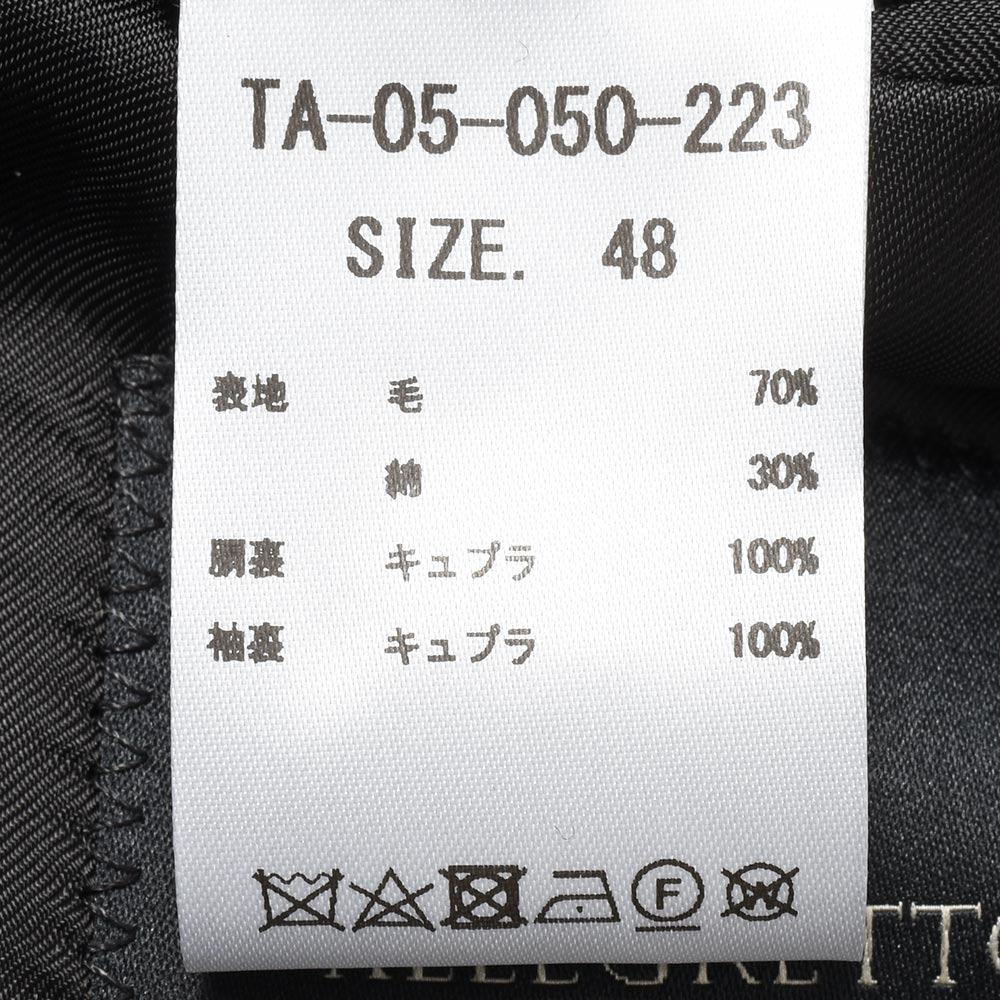 TA-05-050-223
SIZE. 48
表地 毛 70%
30%
胴裏 キュプラ 100%
袖裏 キュプラ 100%
F W